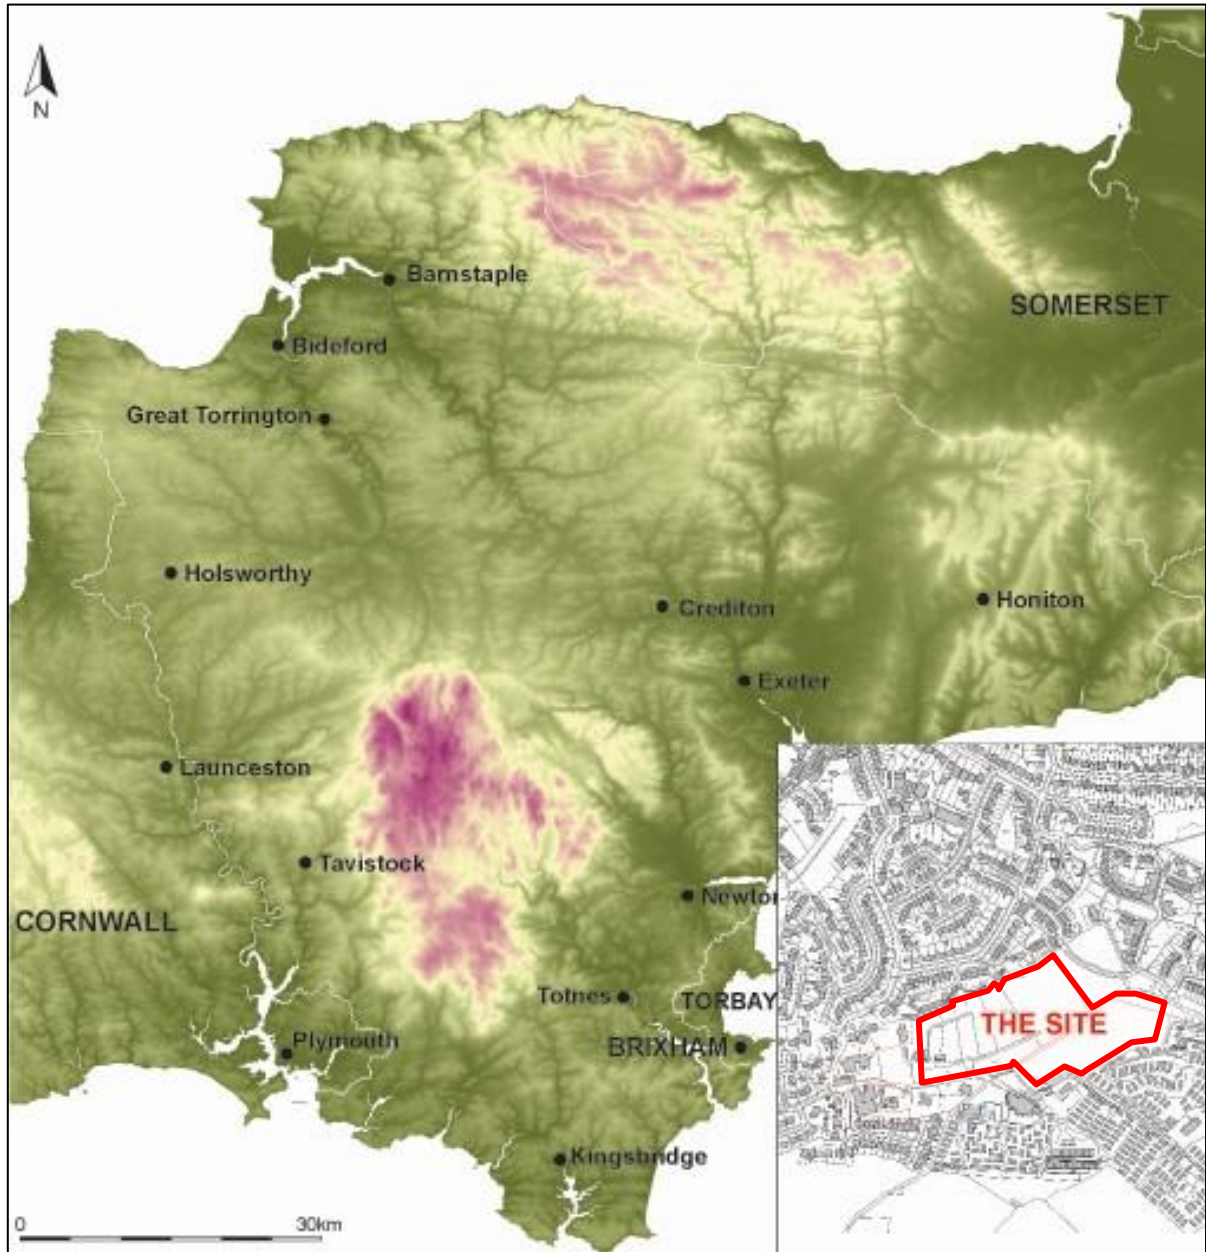 N
Barnstaple
SOMERSET
Bideford
Great Torrington
Holsworthy
Crediton
Honiton
Exeter
Launceston
Tavistock
Newton
CORNWALL
Totnes
TORBAY
THE SITE
Plymouth
BRIXHAM
Kingsbridge
0
30km